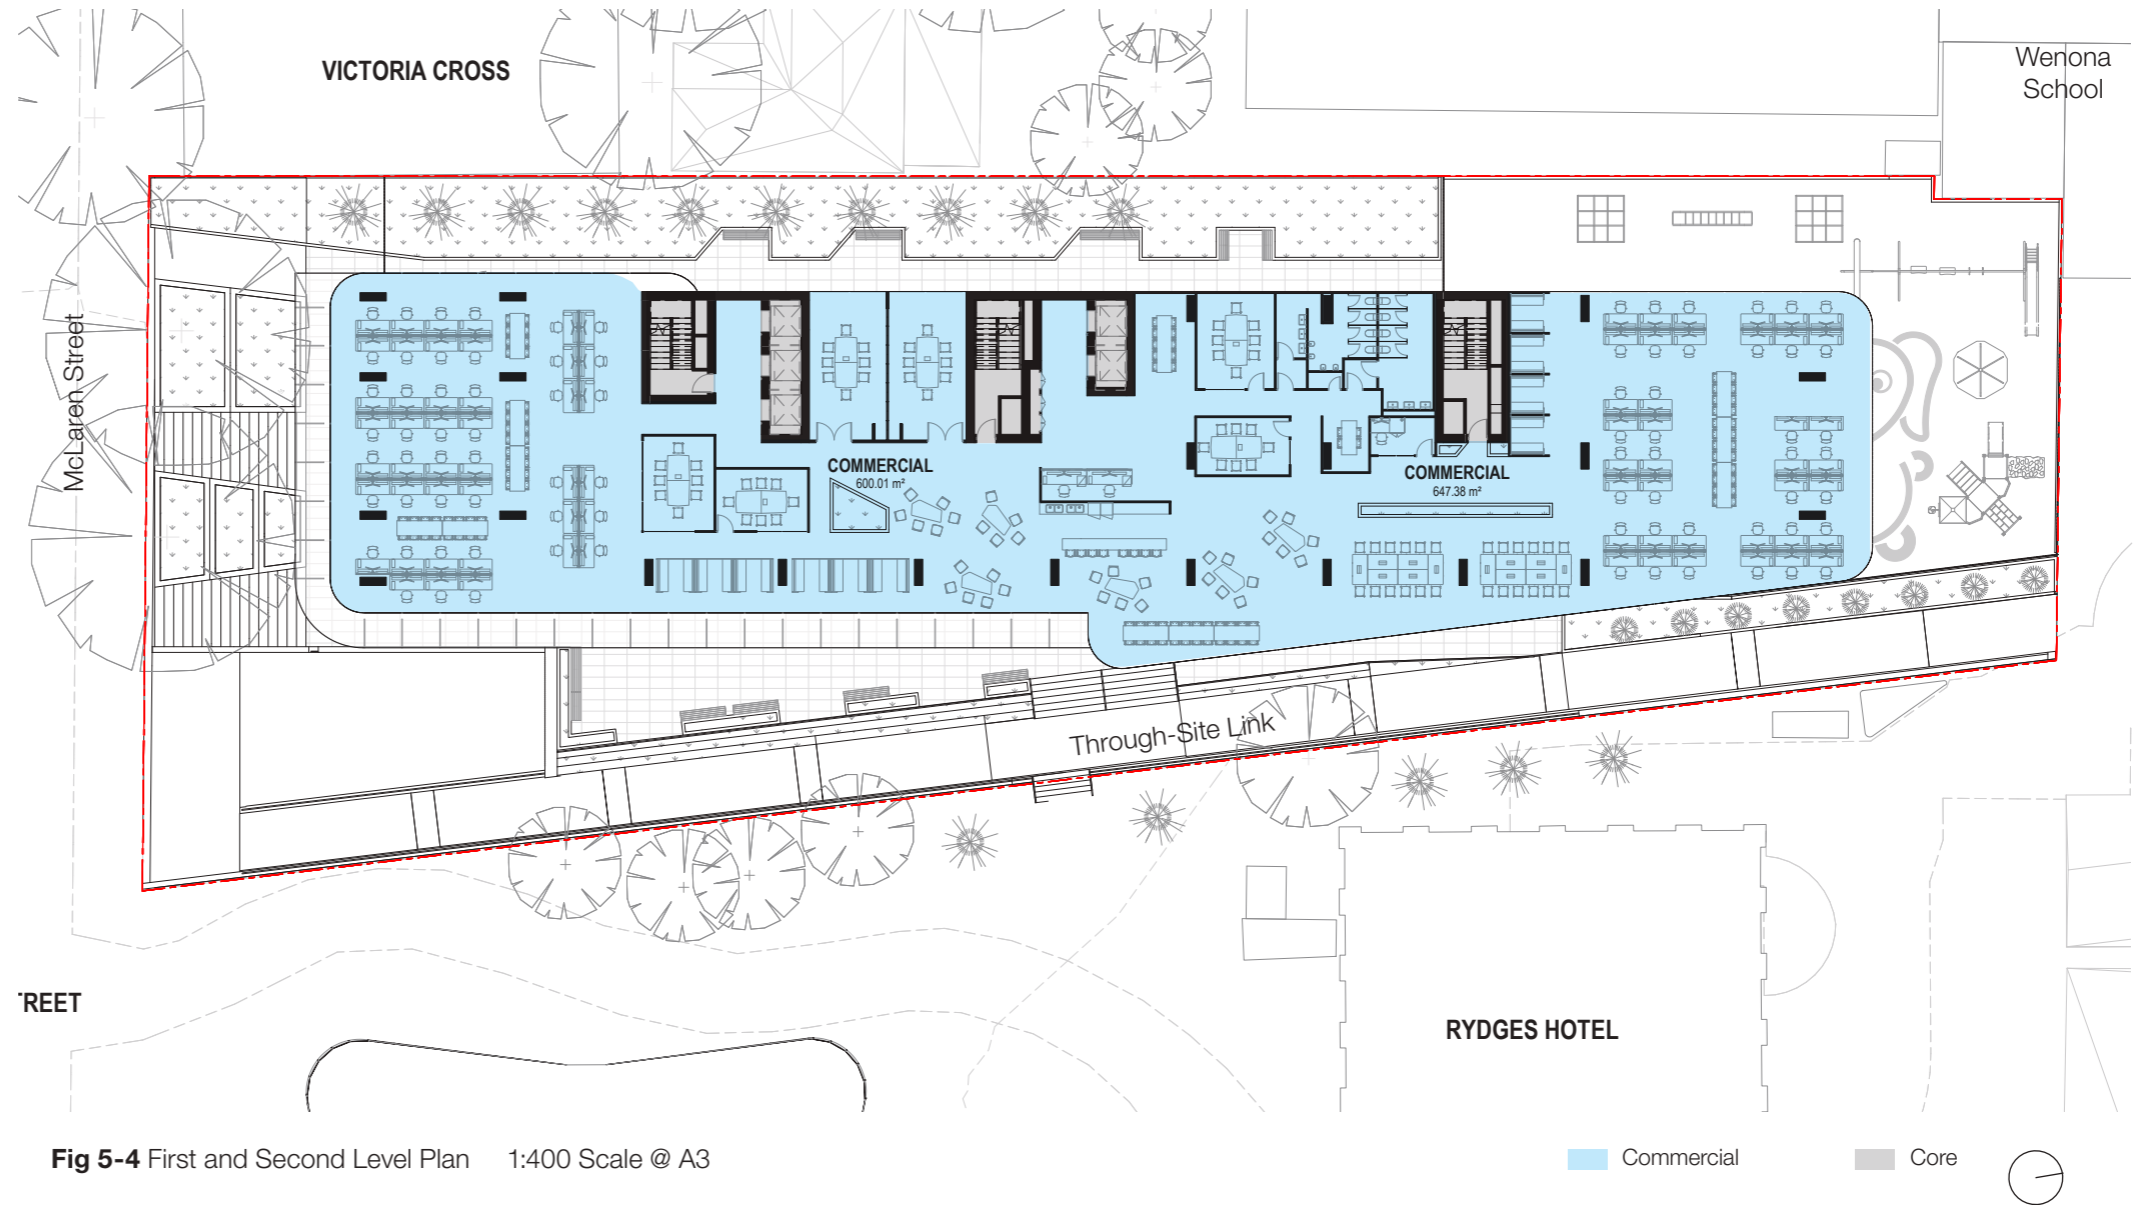 VICTORIA CROSS
Wenona
School
McLaren Street
COMMERCIAL
600.01 m²
COMMERCIAL
647.38 m²
Through-Site Link
TREET
RYDGES HOTEL
Fig 5-4 First and Second Level Plan 1:400 Scale @ A3
Commercial
Core